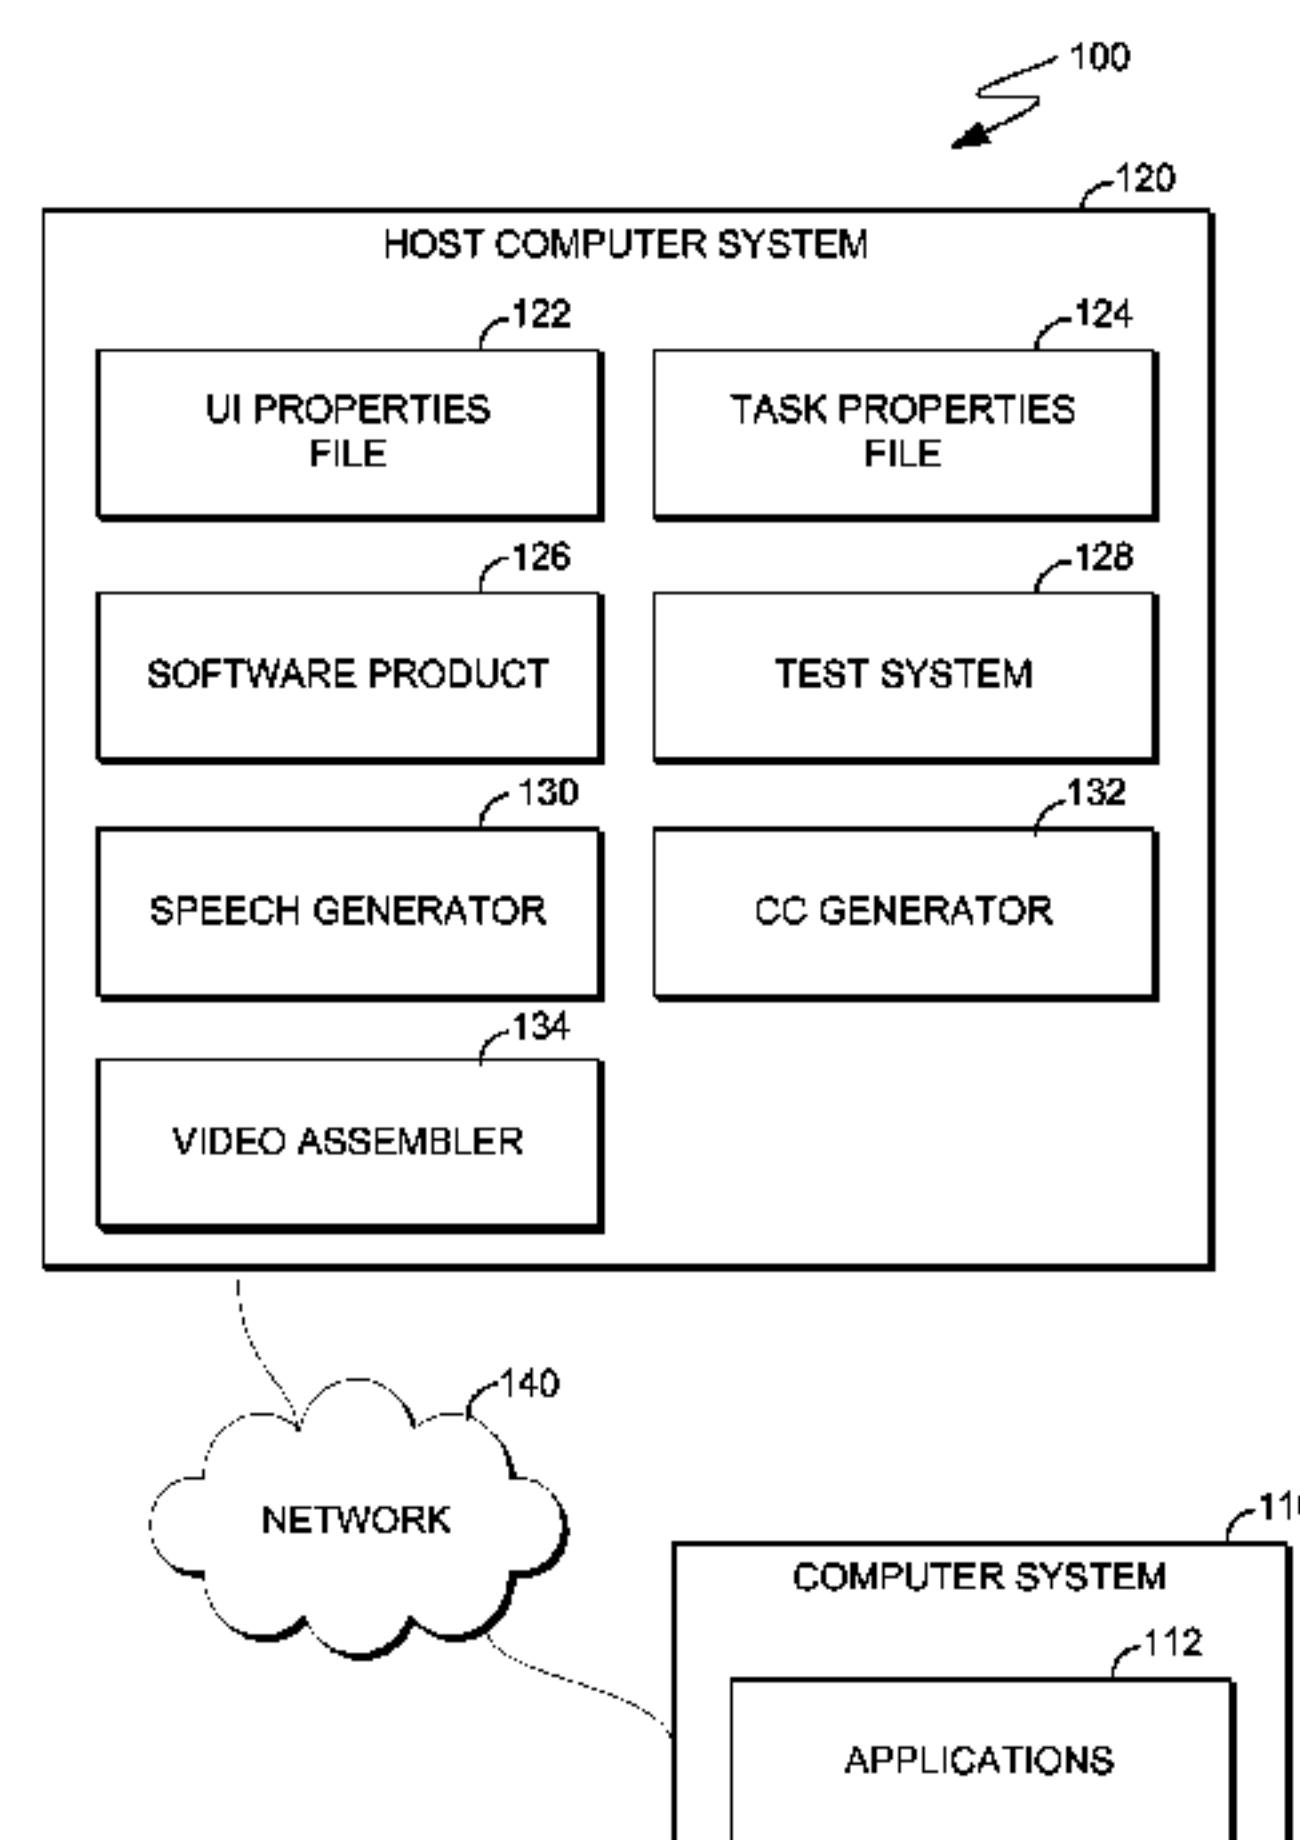 100
120
HOST COMPUTER SYSTEM
122
124
UI PROPERTIES
FILE
TASK PROPERTIES
FILE
126
128
SOFTWARE PRODUCT
TEST SYSTEM
130
132
SPEECH GENERATOR
CC GENERATOR
134
VIDEO ASSEMBLER
140
NETWORK
COMPUTER SYSTEM
112
APPLICATIONS